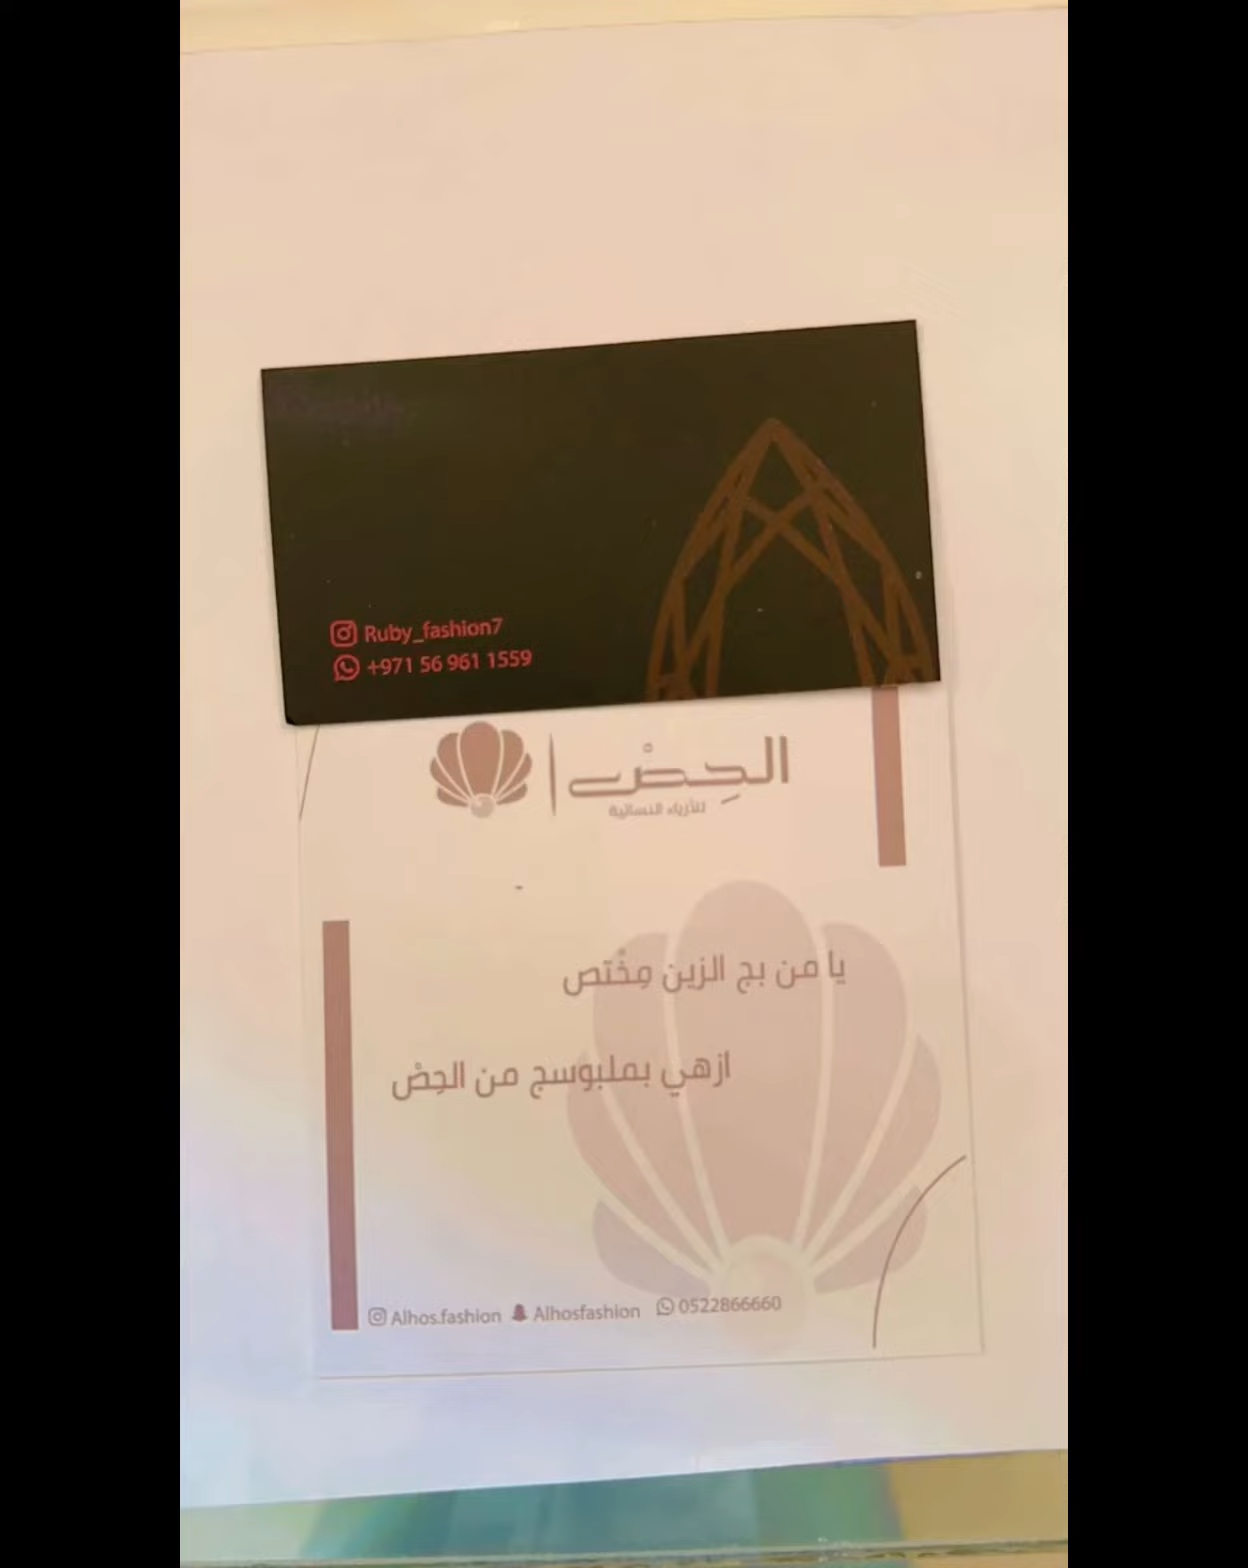 Ruby_fashion7
+971 56 961 1559
الحِصْ
للأزياء النسائية
يا من بج الزين مِخْتص
ازهي بملبوسج من الحِصْ
Alhos.fashion Alhosfashion 0522866660